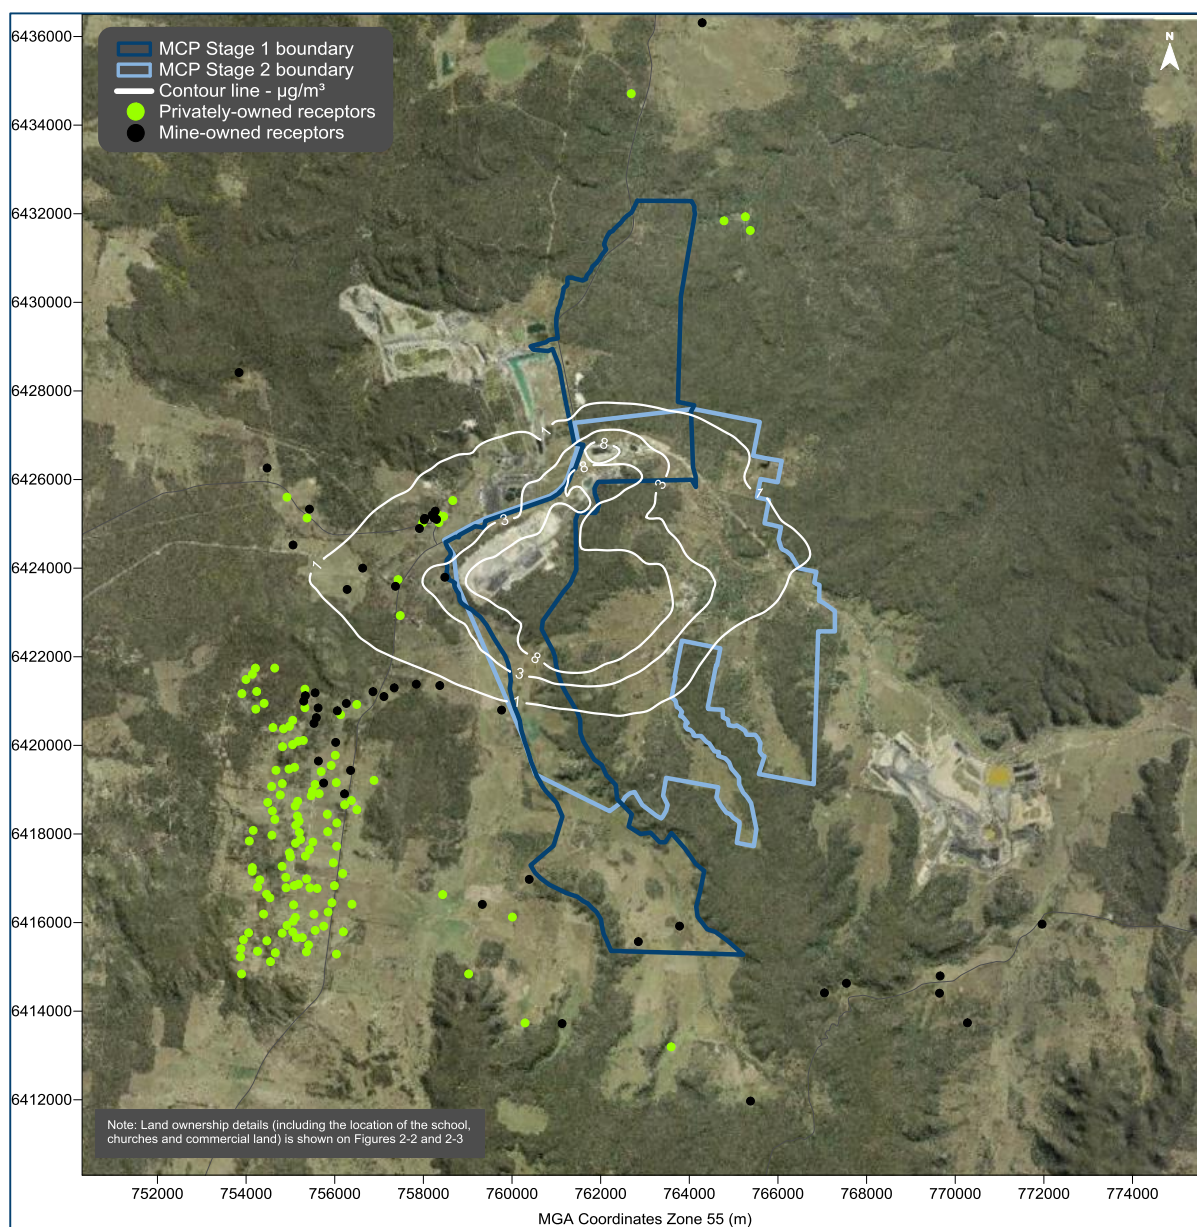 MCP Stage 1 boundary
MCP Stage 2 boundary
Contour line - µg/m³
Privately-owned receptors
Mine-owned receptors
N
6436000
6434000
6432000
6430000
6428000
6426000
6424000
6422000
6420000
6418000
6416000
6414000
6412000
1
8
8
3
1
3
1
8
3
1
Note: Land ownership details (including the location of the school,
churches and commercial land) is shown on Figures 2-2 and 2-3
752000 754000 756000 758000 760000 762000 764000 766000 768000 770000 772000 774000
MGA Coordinates Zone 55 (m)